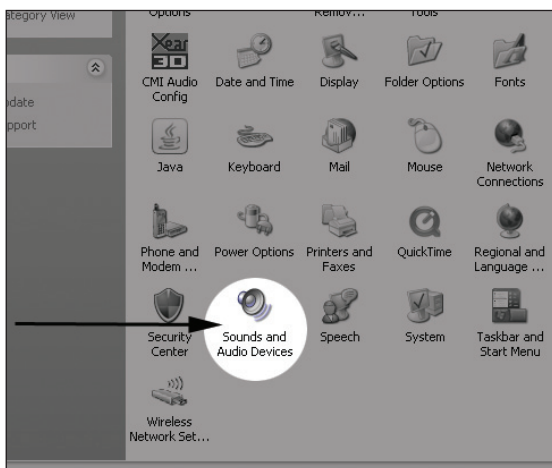 ategory View
Options
Remov...
Tools
Xear
3D
CMI Audio
Config
Date and Time
Display
Folder Options
Fonts
pdate
pport
Java
Keyboard
Mail
Mouse
Network
Connections
Phone and
Modem ...
Power Options
Printers and
Faxes
QuickTime
Regional and
Language ...
Security
Center
Sounds and
Audio Devices
Speech
System
Taskbar and
Start Menu
Wireless
Network Set...